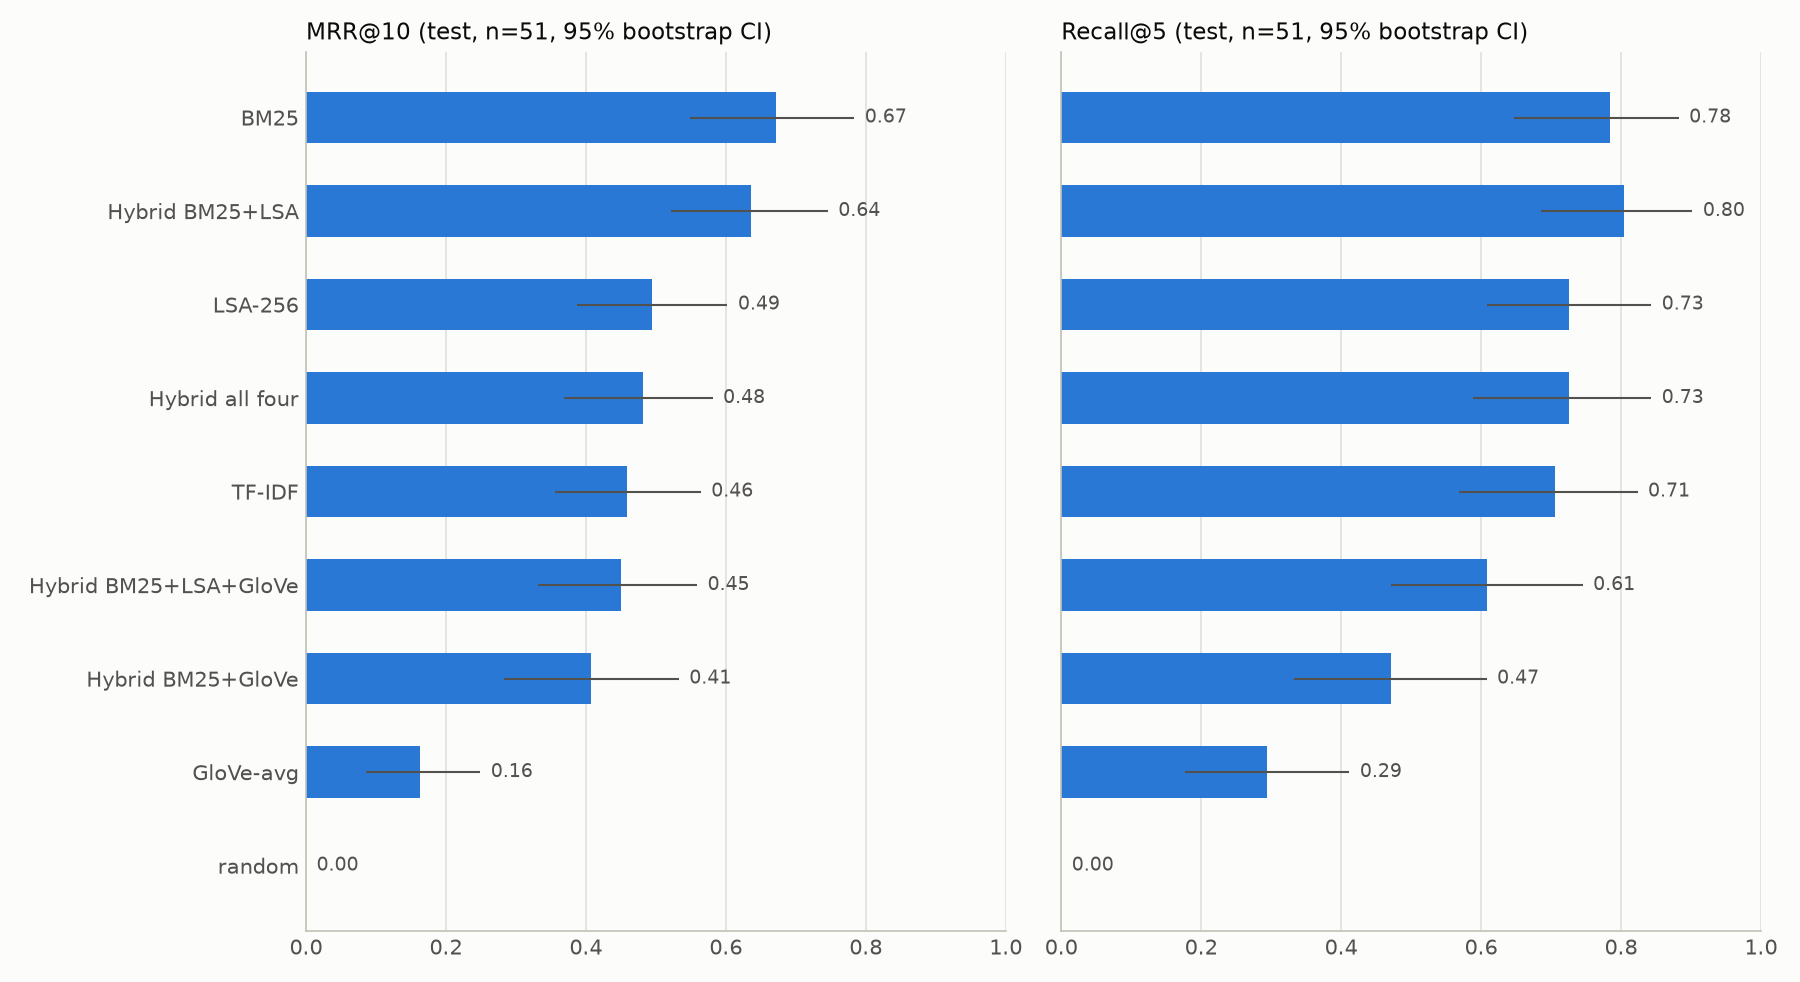 MRR@10 (test, n=51, 95% bootstrap CI)
Recall@5 (test, n=51, 95% bootstrap CI)
BM25
0.67
0.78
Hybrid BM25+LSA
0.64
0.80
LSA-256
0.49
0.73
Hybrid all four
0.48
0.73
TF-IDF
0.46
0.71
Hybrid BM25+LSA+GloVe
0.45
0.61
Hybrid BM25+GloVe
0.41
0.47
GloVe-avg
0.16
0.29
random
0.00
0.00
0.0 0.2 0.4 0.6 0.8 1.0
0.0 0.2 0.4 0.6 0.8 1.0